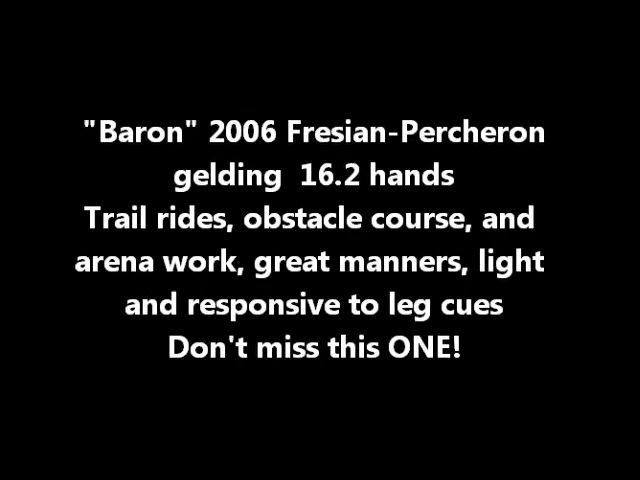 "Baron" 2006 Fresian-Percheron
gelding  16.2 hands
Trail rides, obstacle course, and
arena work, great manners, light
and responsive to leg cues
Don't miss this ONE!